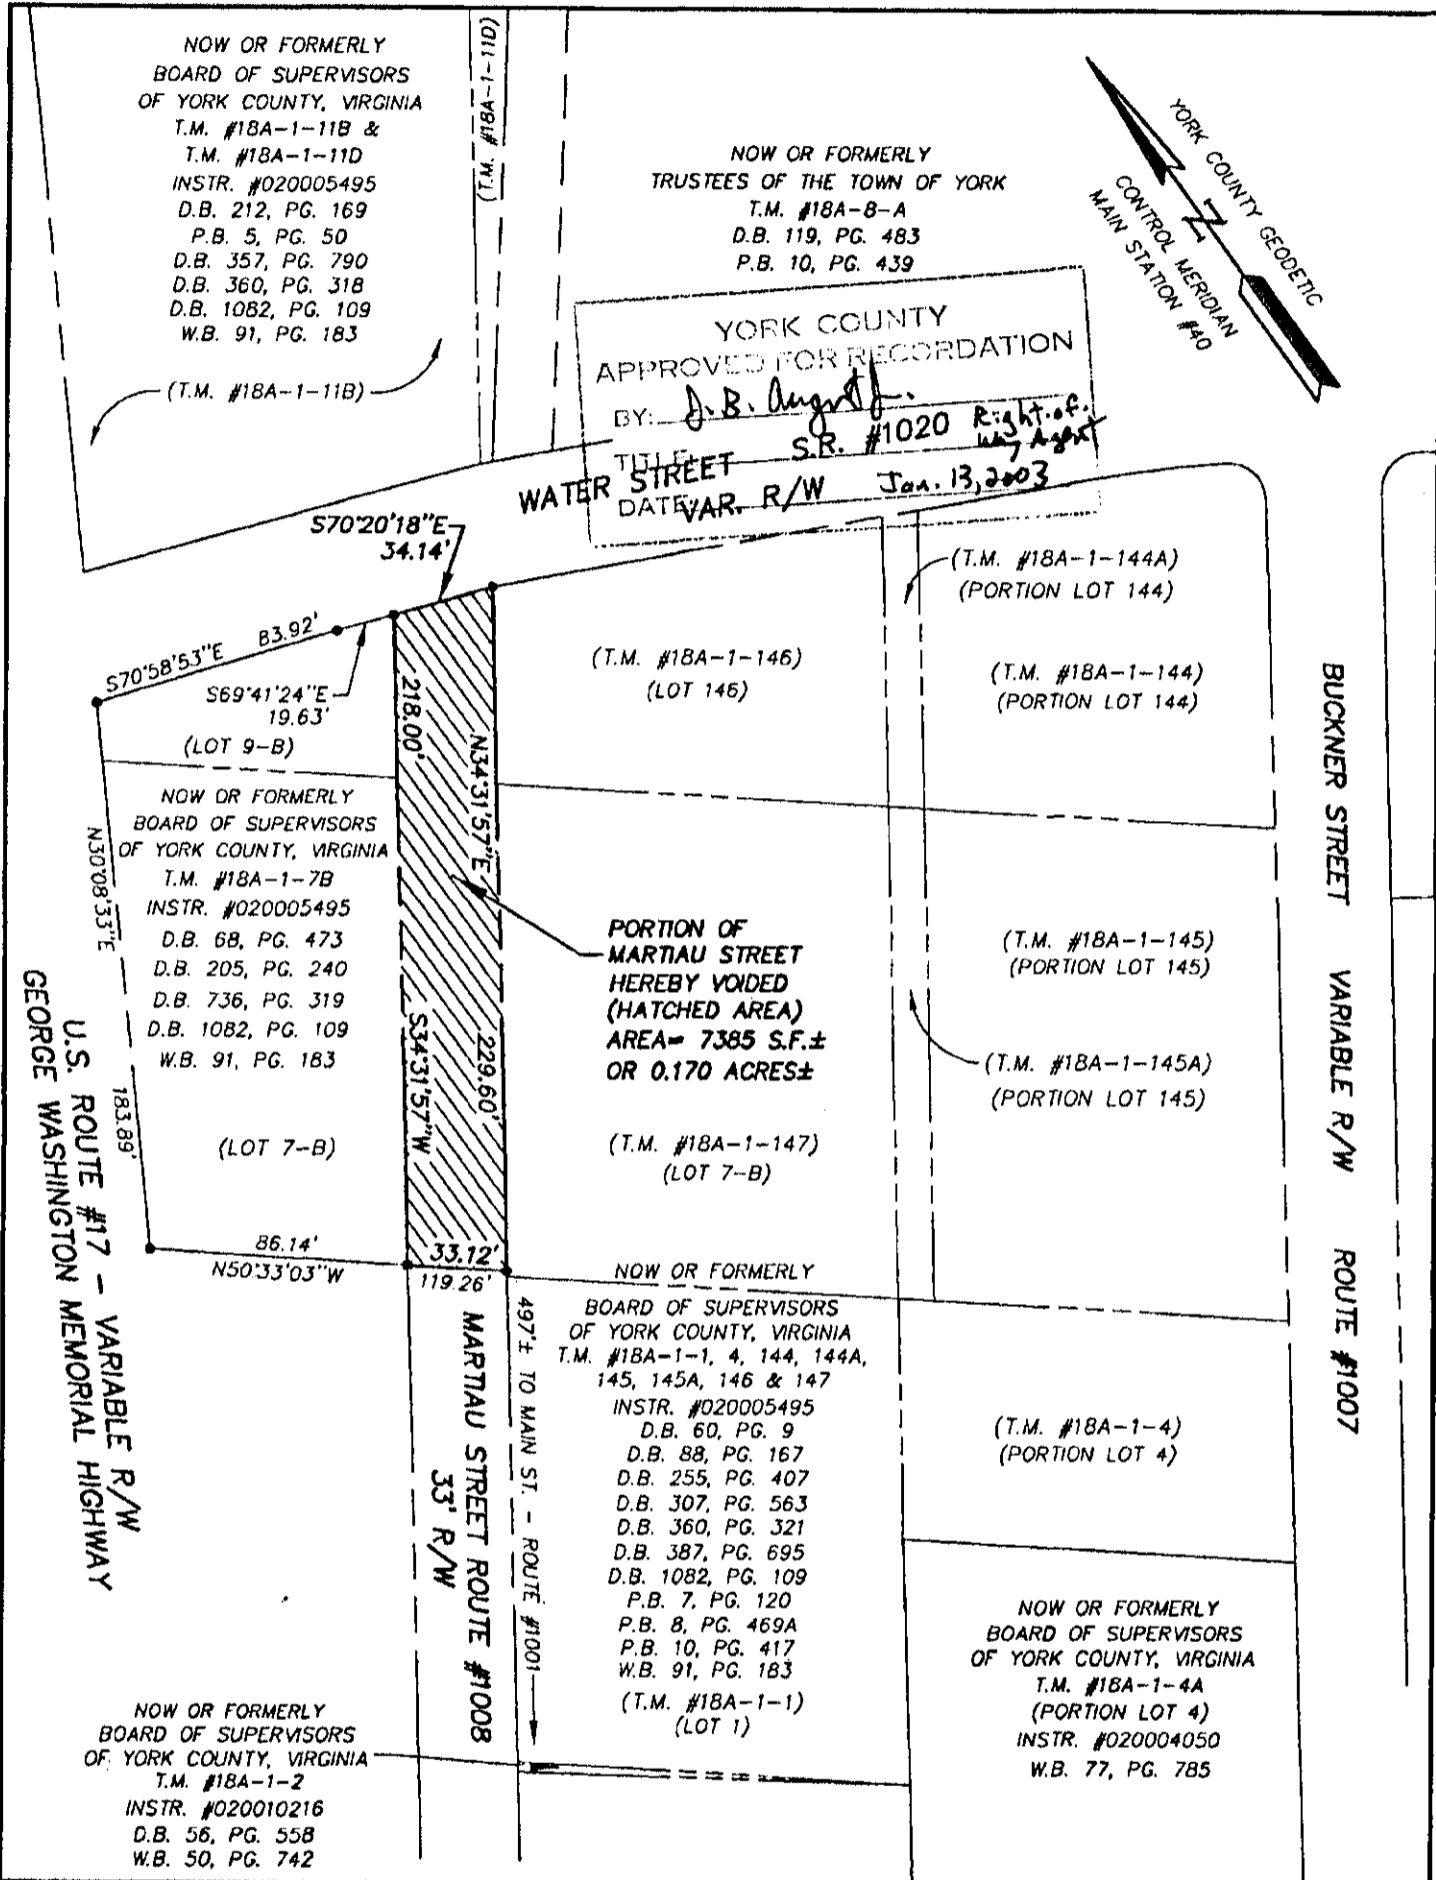 NOW OR FORMERLY
BOARD OF SUPERVISORS
OF YORK COUNTY, VIRGINIA
T.M. #18A-1-11B &
T.M. #18A-1-11D
INSTR. #020005495
D.B. 212, PG. 169
P.B. 5, PG. 50
D.B. 357, PG. 790
D.B. 360, PG. 318
D.B. 1082, PG. 109
W.B. 91, PG. 183
(T.M. #18A-1-11B)
(T.M. #18A-1-11D)
NOW OR FORMERLY
TRUSTEES OF THE TOWN OF YORK
T.M. #18A-8-A
D.B. 119, PG. 483
P.B. 10, PG. 439
YORK COUNTY GEODETIC
CONTROL MERIDIAN
MAIN STATION #40
N
YORK COUNTY
APPROVED FOR RECORDATION
BY: J. B. August Jr.
TITLE: Right-of-
Way Agent
DATE: Jan. 13, 2003
WATER STREET S.R. #1020
VAR. R/W
S70°20'18"E
34.14'
S70°58'53"E 83.92'
S69°41'24"E
19.63'
(LOT 9-B)
NOW OR FORMERLY
BOARD OF SUPERVISORS
OF YORK COUNTY, VIRGINIA
T.M. #18A-1-7B
INSTR. #020005495
D.B. 68, PG. 473
D.B. 205, PG. 240
D.B. 736, PG. 319
D.B. 1082, PG. 109
W.B. 91, PG. 183
(LOT 7-B)
N30°08'33"E
183.89'
U.S. ROUTE #17 - VARIABLE R/W
GEORGE WASHINGTON MEMORIAL HIGHWAY
86.14'
N50°33'03"W
218.00'
S34°31'57"W
N34°31'57"E
229.60'
33.12'
119.26'
PORTION OF
MARTIAU STREET
HEREBY VOIDED
(HATCHED AREA)
AREA= 7385 S.F.±
OR 0.170 ACRES±
(T.M. #18A-1-146)
(LOT 146)
(T.M. #18A-1-144A)
(PORTION LOT 144)
(T.M. #18A-1-144)
(PORTION LOT 144)
(T.M. #18A-1-145)
(PORTION LOT 145)
(T.M. #18A-1-145A)
(PORTION LOT 145)
(T.M. #18A-1-147)
(LOT 7-B)
BUCKNER STREET VARIABLE R/W ROUTE #1007
MARTIAU STREET ROUTE #1008
33' R/W
497'± TO MAIN ST. - ROUTE #1001
NOW OR FORMERLY
BOARD OF SUPERVISORS
OF YORK COUNTY, VIRGINIA
T.M. #18A-1-1, 4, 144, 144A,
145, 145A, 146 & 147
INSTR. #020005495
D.B. 60, PG. 9
D.B. 88, PG. 167
D.B. 255, PG. 407
D.B. 307, PG. 563
D.B. 360, PG. 321
D.B. 387, PG. 695
D.B. 1082, PG. 109
P.B. 7, PG. 120
P.B. 8, PG. 469A
P.B. 10, PG. 417
W.B. 91, PG. 183
(T.M. #18A-1-1)
(LOT 1)
(T.M. #18A-1-4)
(PORTION LOT 4)
NOW OR FORMERLY
BOARD OF SUPERVISORS
OF YORK COUNTY, VIRGINIA
T.M. #18A-1-4A
(PORTION LOT 4)
INSTR. #020004050
W.B. 77, PG. 785
NOW OR FORMERLY
BOARD OF SUPERVISORS
OF YORK COUNTY, VIRGINIA
T.M. #18A-1-2
INSTR. #020010216
D.B. 56, PG. 558
W.B. 50, PG. 742